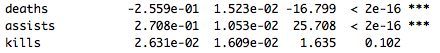 deaths -2.559e-01 1.523e-02 -16.799 < 2e-16 ***
assists 2.708e-01 1.053e-02 25.708 < 2e-16 ***
kills 2.631e-02 1.609e-02 1.635 0.102